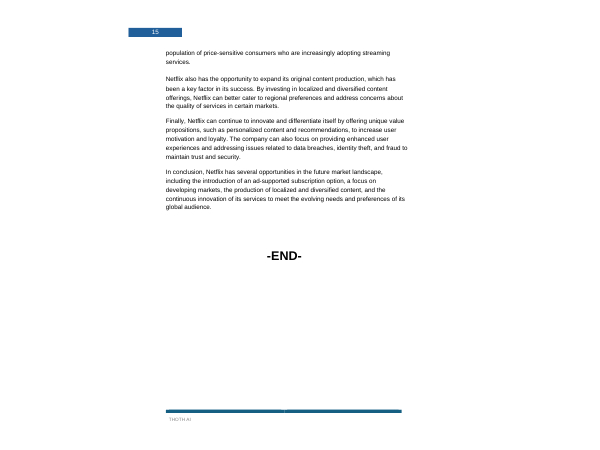 15
population of price-sensitive consumers who are increasingly adopting streaming
services.
Netflix also has the opportunity to expand its original content production, which has
been a key factor in its success. By investing in localized and diversified content
offerings, Netflix can better cater to regional preferences and address concerns about
the quality of services in certain markets.
Finally, Netflix can continue to innovate and differentiate itself by offering unique value
propositions, such as personalized content and recommendations, to increase user
motivation and loyalty. The company can also focus on providing enhanced user
experiences and addressing issues related to data breaches, identity theft, and fraud to
maintain trust and security.
In conclusion, Netflix has several opportunities in the future market landscape,
including the introduction of an ad-supported subscription option, a focus on
developing markets, the production of localized and diversified content, and the
continuous innovation of its services to meet the evolving needs and preferences of its
global audience.
-END-
THOTH AI